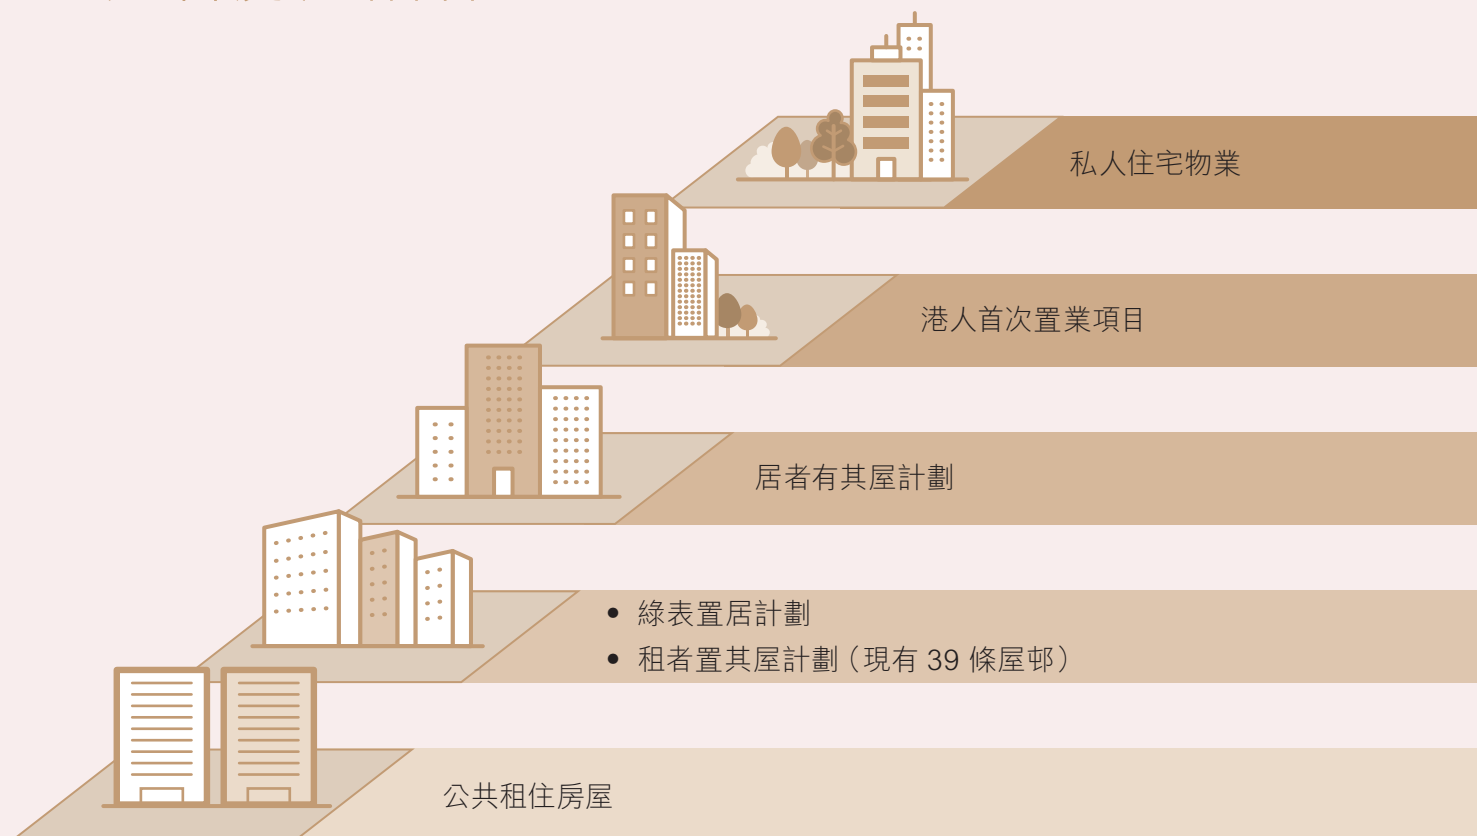 私人住宅物業
港人首次置業項目
居者有其屋計劃
• 綠表置居計劃
• 租者置其屋計劃（現有 39 條屋邨）
公共租住房屋